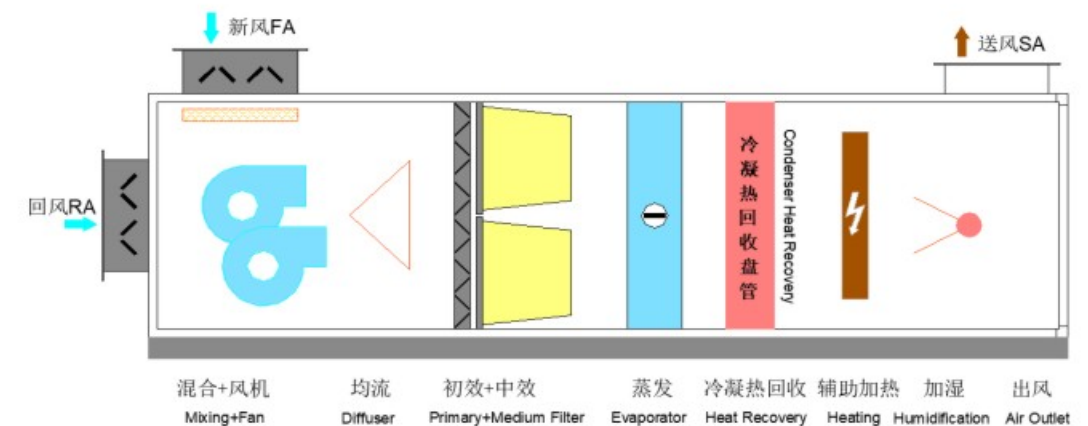 新风FA
送风SA
回风RA
冷凝热回收盘管
Condenser Heat Recovery
混合+风机
均流
初效+中效
蒸发
冷凝热回收
辅助加热
加湿
出风
Mixing+Fan
Diffuser
Primary+Medium Filter
Evaporator
Heat Recovery
Heating
Humidification
Air Outlet